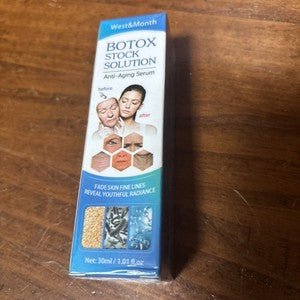 West&Month
BOTOX
STOCK
SOLUTION
Anti-Aging Serum
before
after
FADE SKIN FINE LINES
REVEAL YOUTHFUL RADIANCE
Net: 30ml / 1.01 fl oz